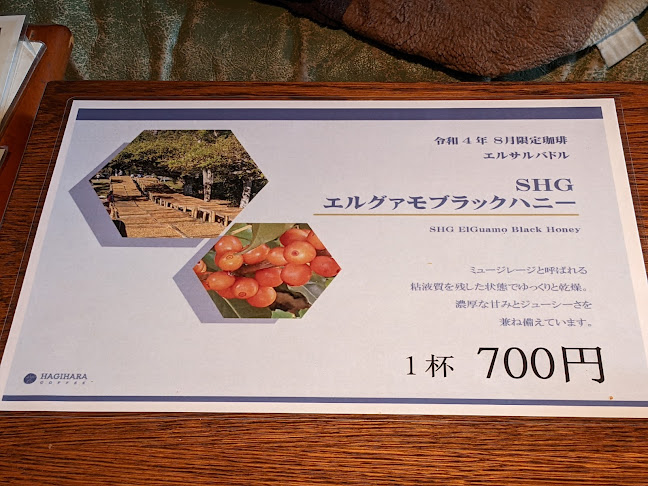 令和4年 8月限定珈琲
エルサルバドル
SHG
エルグァモブラックハニー
SHG ElGuamo Black Honey
ミュージレージと呼ばれる
粘液質を残した状態でゆっくりと乾燥。
濃厚な甘みとジューシーさを
兼ね備えています。
1杯 700円
HAGIHARA
COFFEE